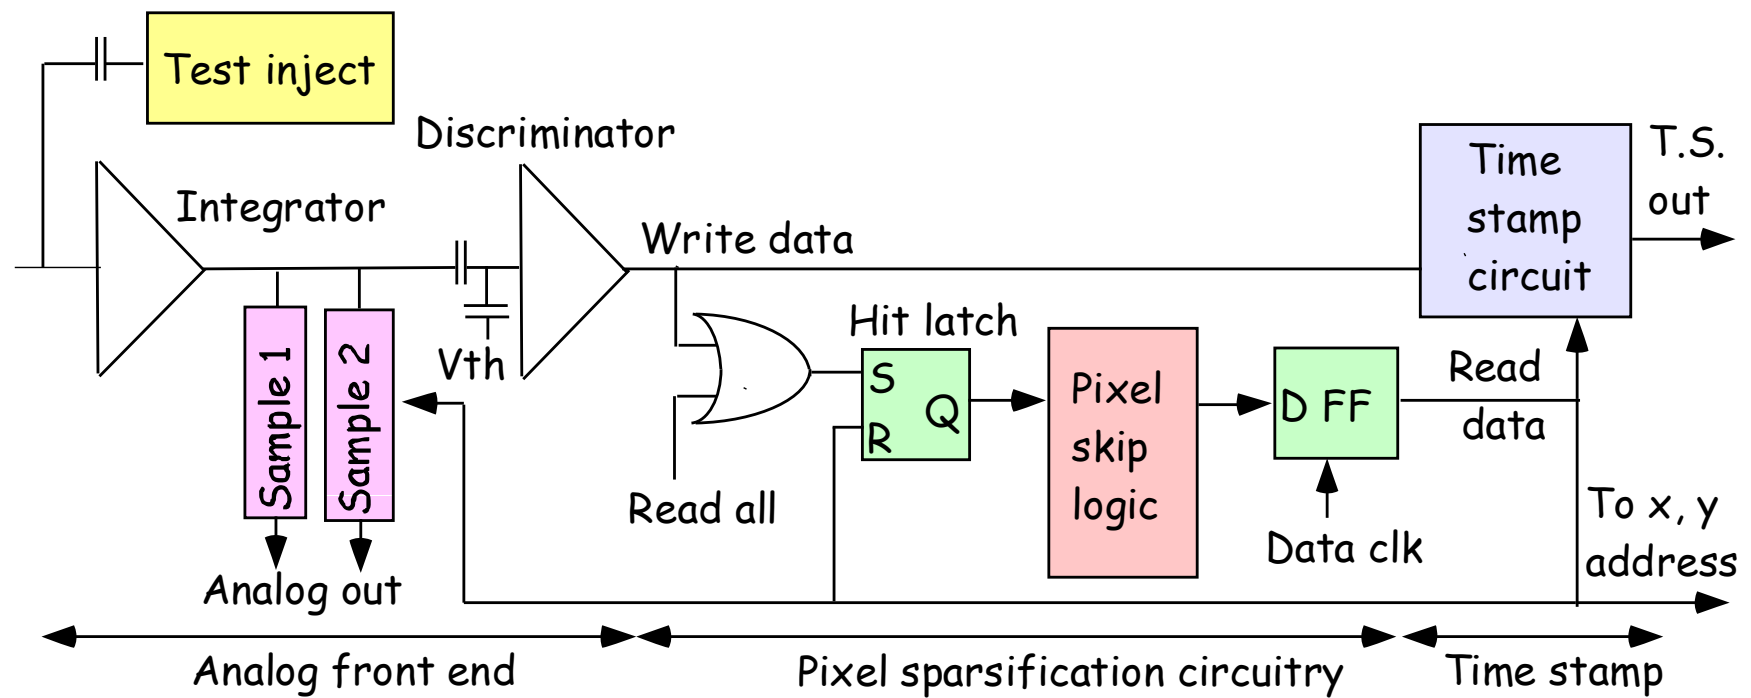 Test inject
Discriminator
Integrator
Write data
Time
stamp
circuit
T.S.
out
Sample 1
Sample 2
Vth
Hit latch
S
R
Q
Pixel
skip
logic
D FF
Read
data
Read all
Data clk
To x, y
address
Analog out
Analog front end
Pixel sparsification circuitry
Time stamp